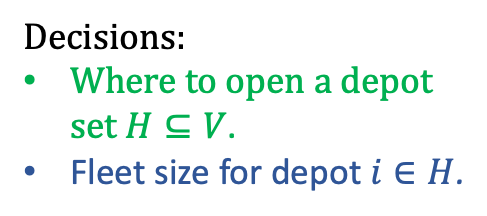 Decisions:
• Where to open a depot
set H ⊆ V.
• Fleet size for depot i ∈ H.